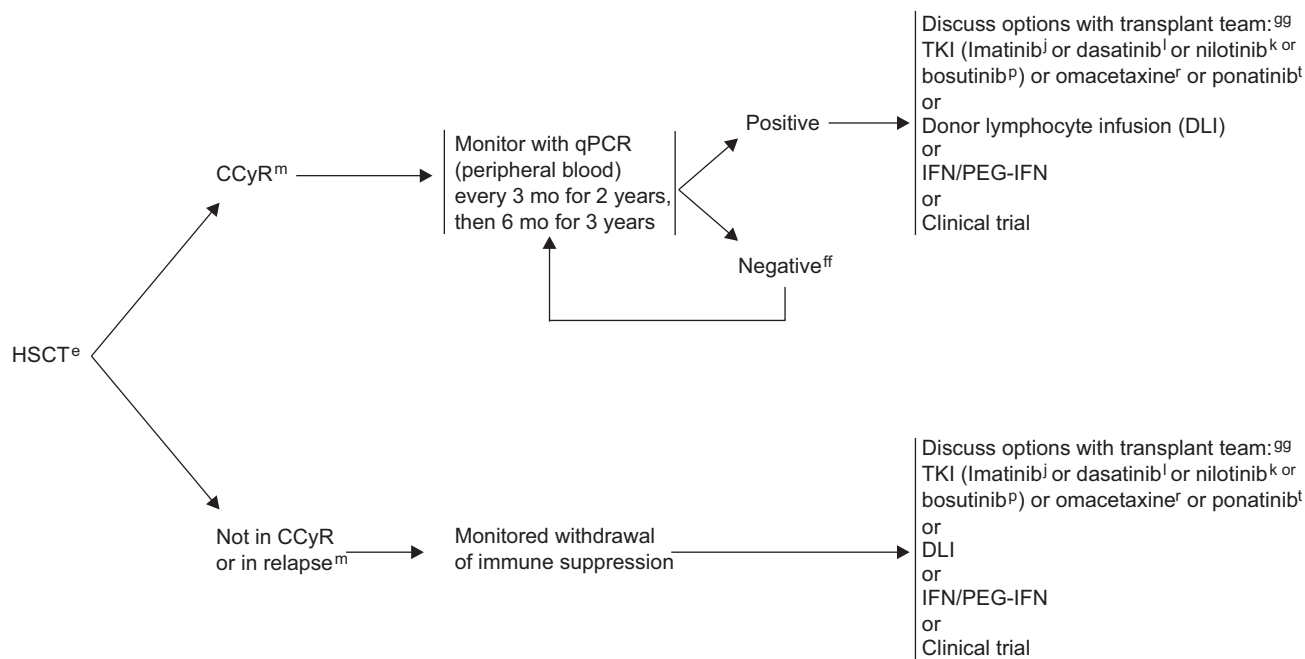 HSCTe
CCyRm
Monitor with qPCR
(peripheral blood)
every 3 mo for 2 years,
then 6 mo for 3 years
Positive
Negativeff
Discuss options with transplant team:gg
TKI (Imatinibj or dasatinibl or nilotinibk or
bosutinibp) or omacetaxiner or ponatinibt
or
Donor lymphocyte infusion (DLI)
or
IFN/PEG-IFN
or
Clinical trial
Not in CCyR
or in relapsem
Monitored withdrawal
of immune suppression
Discuss options with transplant team:gg
TKI (Imatinibj or dasatinibl or nilotinibk or
bosutinibp) or omacetaxiner or ponatinibt
or
DLI
or
IFN/PEG-IFN
or
Clinical trial